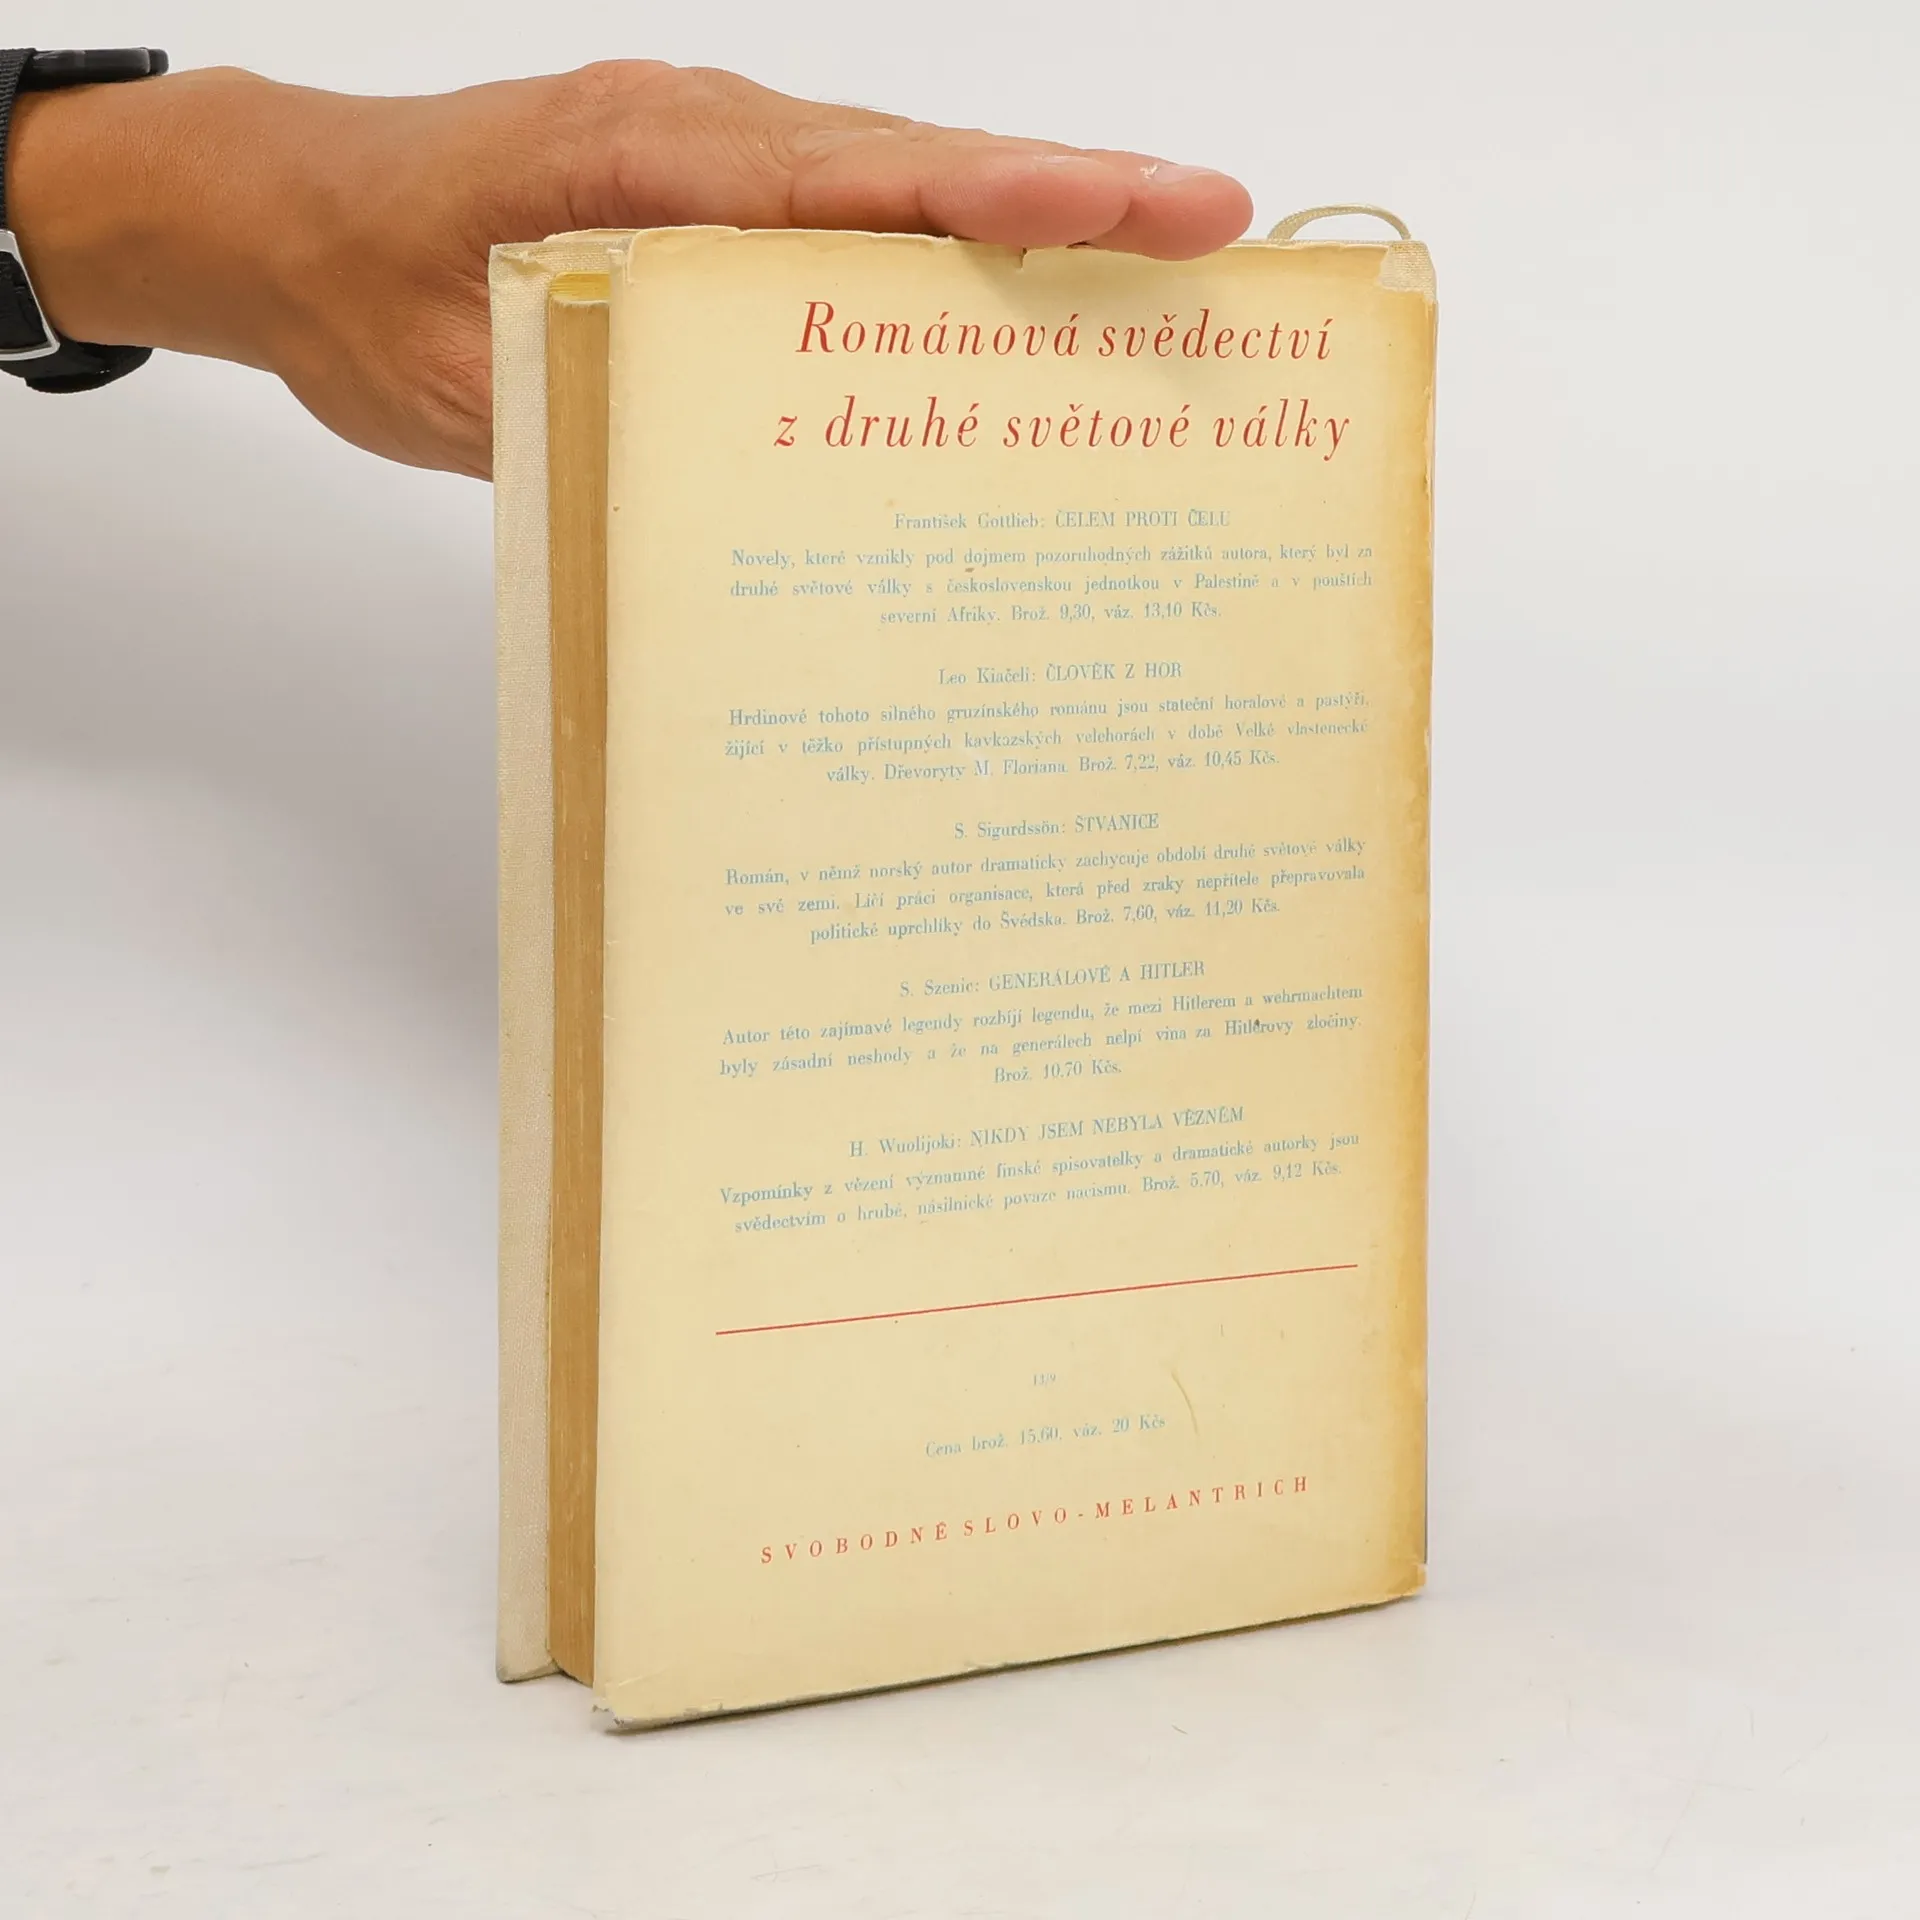 Románová svědectví
z druhé světové války
František Gottlieb: ČELEM PROTI ČELU
Novely, které vznikly pod dojmem pozoruhodných zážitků autora, který byl za
druhé světové války s československou jednotkou v Palestině a v pouštích
severní Afriky. Brož. 9,30, váz. 13,10 Kčs.
Leo Kiačeli: ČLOVĚK Z HOR
Hrdinové tohoto silného gruzínského románu jsou stateční horalové a pastýři,
žijící v těžko přístupných kavkazských velehorách v době Velké vlastenecké
války. Dřevoryty M. Floriana. Brož. 7,22, váz. 10,45 Kčs.
S. Sigurdssön: ŠTVANICE
Román, v němž norský autor dramaticky zachycuje období druhé světové války
ve své zemi. Líčí práci organisace, která před zraky nepřítele přepravovala
politické uprchlíky do Švédska. Brož. 7,60, váz. 11,20 Kčs.
S. Szenic: GENERÁLOVÉ A HITLER
Autor této zajímavé legendy rozbíjí legendu, že mezi Hitlerem a wehrmachtem
byly zásadní neshody a že na generálech nelpí vina za Hitlerovy zločiny.
Brož. 10,70 Kčs.
H. Wuolijoki: NIKDY JSEM NEBYLA VĚZNĚM
Vzpomínky z vězení významné finské spisovatelky a dramatické autorky jsou
svědectvím o hrubé, násilnické povaze nacismu. Brož. 5,70, váz. 9,12 Kčs.
13/9
Cena brož. 15,60, váz. 20 Kčs
SVOBODNÉ SLOVO - MELANTRICH